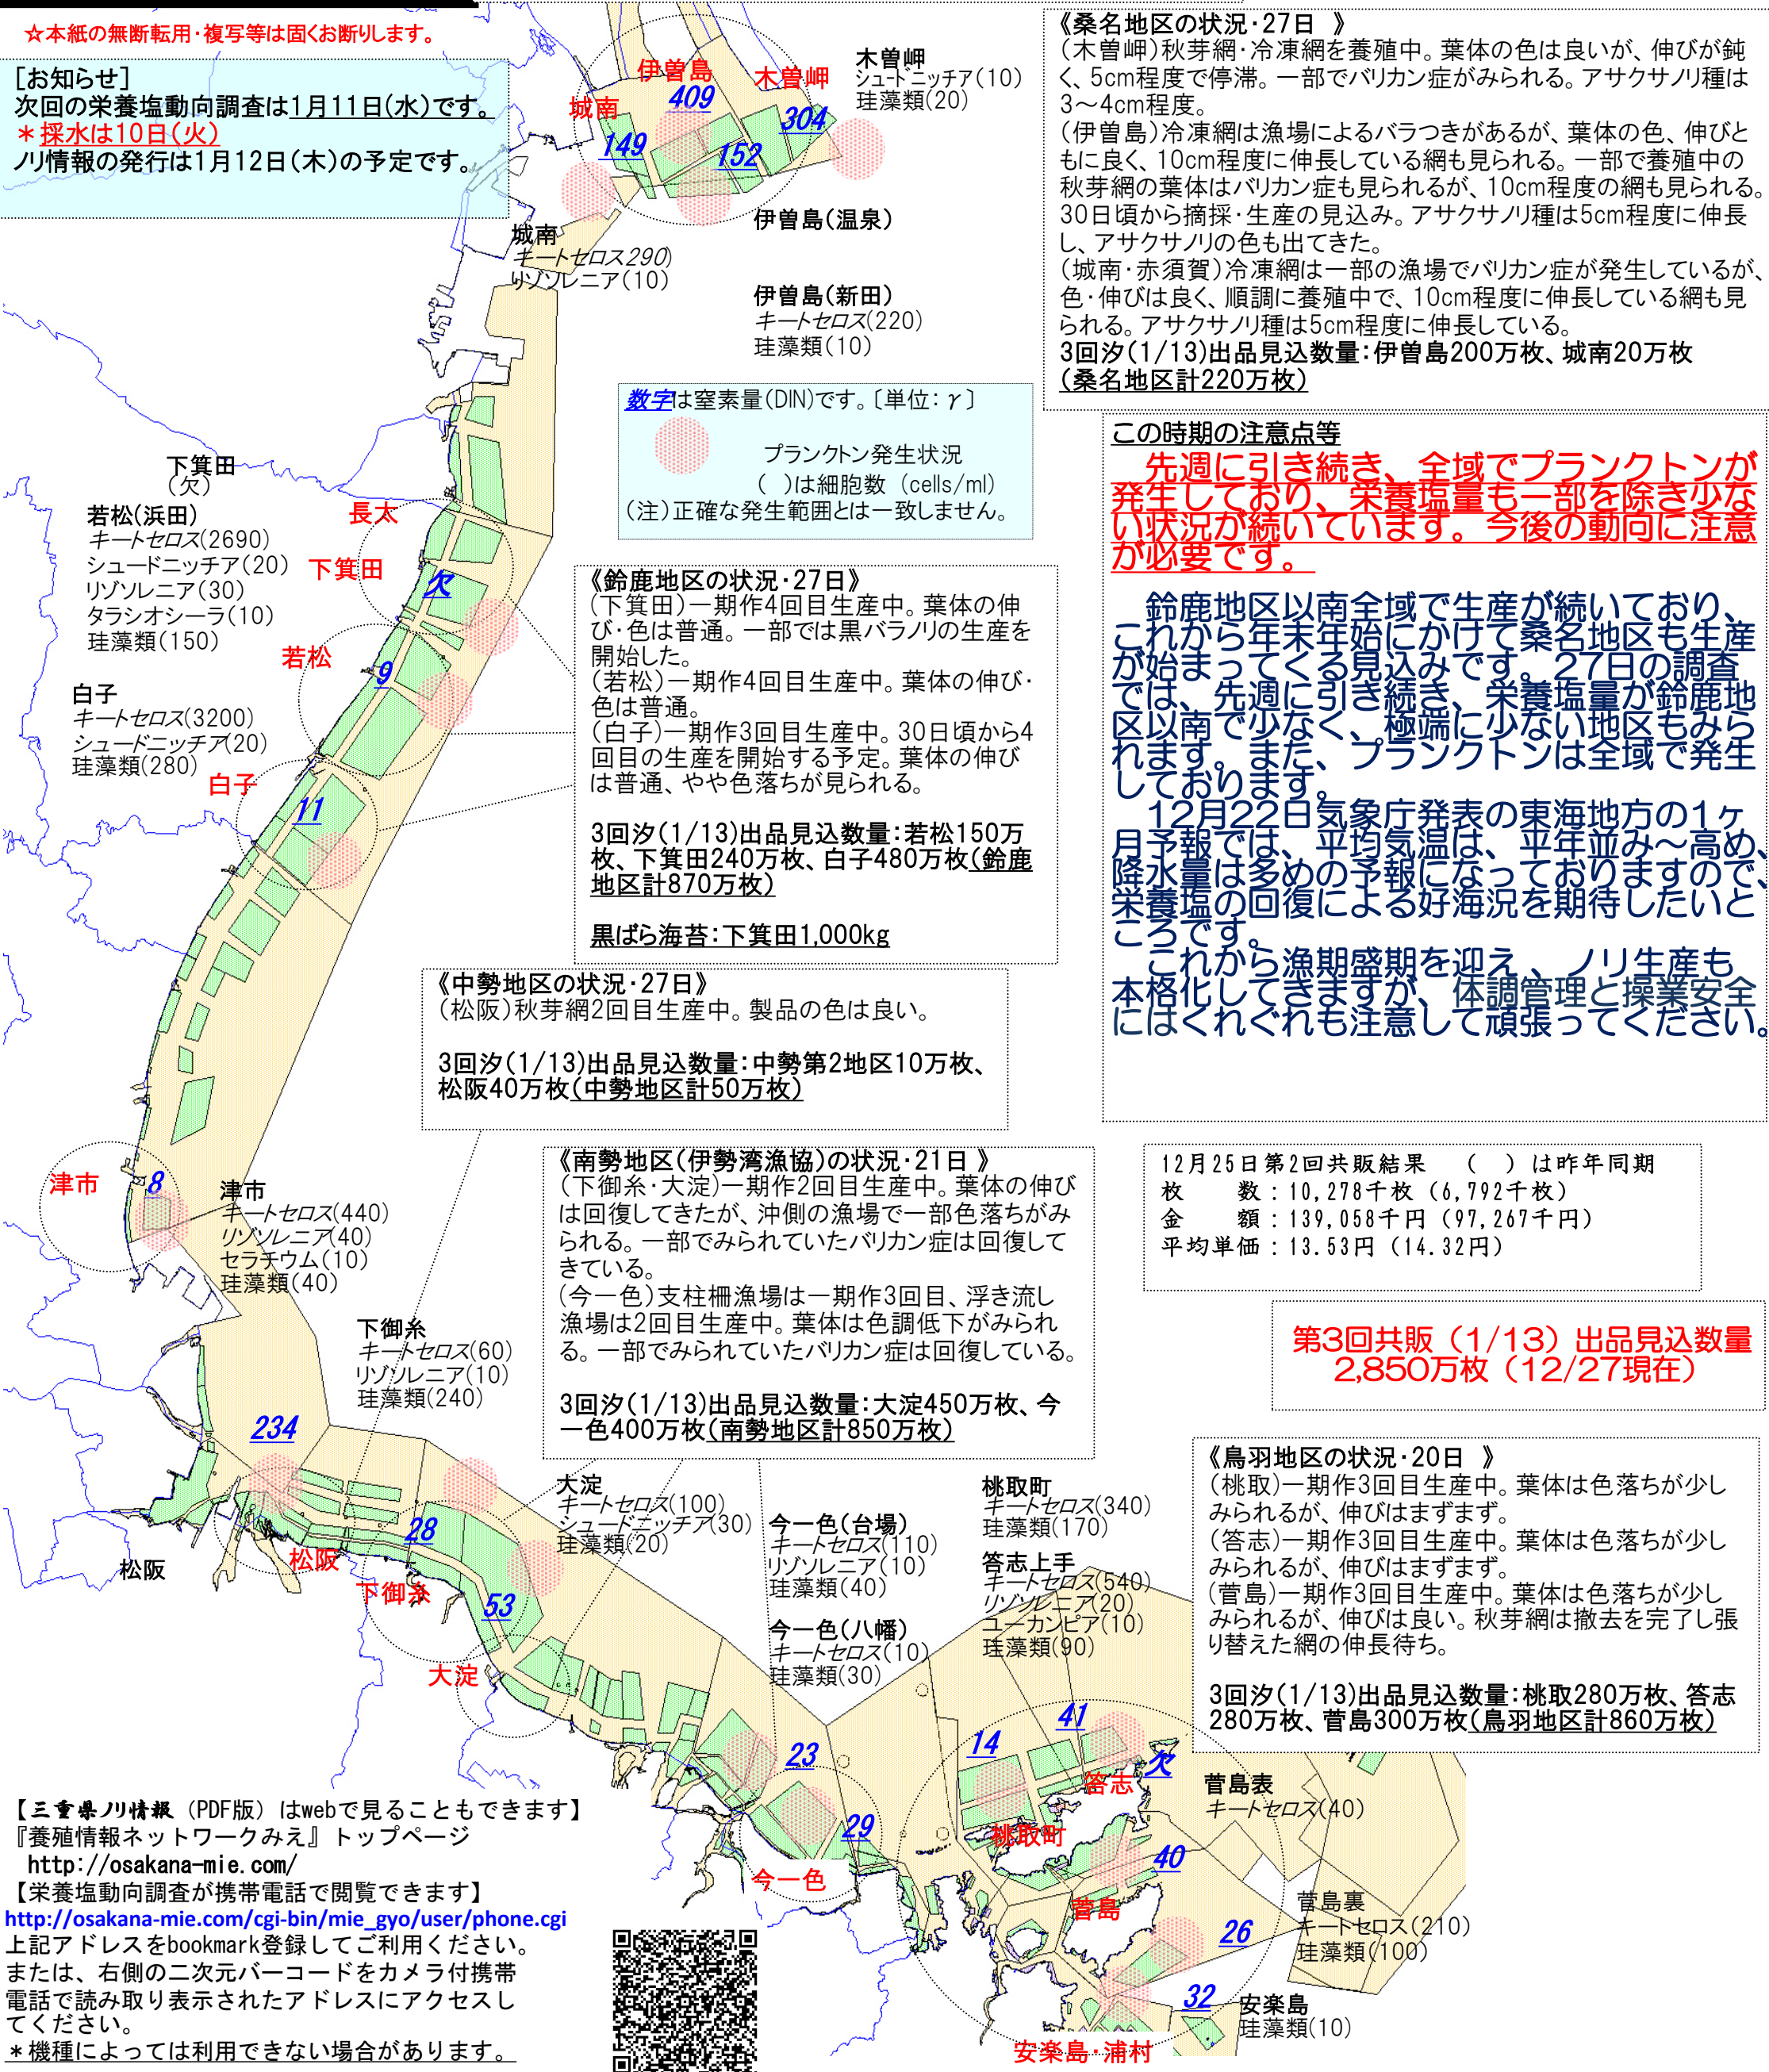 ☆本紙の無断転用・複写等は固くお断りします。
[お知らせ]
次回の栄養塩動向調査は1月11日(水)です。
＊採水は10日(火)
ノリ情報の発行は1月12日(木)の予定です。
伊曽島
409
木曽岬
城南
304
149
152
木曽岬
シュードニッチア(10)
珪藻類(20)
伊曽島(温泉)
城南
キートセロス290)
リゾソレニア(10)
伊曽島(新田)
キートセロス(220)
珪藻類(10)
《桑名地区の状況・27日 》
(木曽岬)秋芽網・冷凍網を養殖中。葉体の色は良いが、伸びが鈍
く、5cm程度で停滞。一部でバリカン症がみられる。アサクサノリ種は
3～4cm程度。
(伊曽島)冷凍網は漁場によるバラつきがあるが、葉体の色、伸びと
もに良く、10cm程度に伸長している網も見られる。一部で養殖中の
秋芽網の葉体はバリカン症も見られるが、10cm程度の網も見られる。
30日頃から摘採・生産の見込み。アサクサノリ種は5cm程度に伸長
し、アサクサノリの色も出てきた。
(城南・赤須賀)冷凍網は一部の漁場でバリカン症が発生しているが、
色・伸びは良く、順調に養殖中で、10cm程度に伸長している網も見
られる。アサクサノリ種は5cm程度に伸長している。
3回汐(1/13)出品見込数量：伊曽島200万枚、城南20万枚
(桑名地区計220万枚)
数字は窒素量(DIN)です。〔単位：γ〕
プランクトン発生状況
( )は細胞数 (cells/ml)
(注)正確な発生範囲とは一致しません。
この時期の注意点等
先週に引き続き、全域でプランクトンが
発生しており、栄養塩量も一部を除き少な
い状況が続いています。今後の動向に注意
が必要です。
鈴鹿地区以南全域で生産が続いており、
これから年末年始にかけて桑名地区も生産
が始まってくる見込みです。27日の調査
では、先週に引き続き、栄養塩量が鈴鹿地
区以南で少なく、極端に少ない地区もみら
れます。また、プランクトンは全域で発生
しております。
12月22日気象庁発表の東海地方の1ヶ
月予報では、平均気温は、平年並み～高め、
降水量は多めの予報になっておりますので、
栄養塩の回復による好海況を期待したいと
ころです。
これから漁期盛期を迎え、ノリ生産も
本格化してきますが、体調管理と操業安全
にはくれぐれも注意して頑張ってください。
下箕田
(欠)
若松(浜田)
キートセロス(2690)
シュードニッチア(20)
リゾソレニア(30)
タラシオシーラ(10)
珪藻類(150)
長太
下箕田
欠
若松
9
白子
キートセロス(3200)
シュードニッチア(20)
珪藻類(280)
白子
11
《鈴鹿地区の状況・27日》
(下箕田)一期作4回目生産中。葉体の伸
び・色は普通。一部では黒バラノリの生産を
開始した。
(若松)一期作4回目生産中。葉体の伸び・
色は普通。
(白子)一期作3回目生産中。30日頃から4
回目の生産を開始する予定。葉体の伸び
は普通、やや色落ちが見られる。
3回汐(1/13)出品見込数量：若松150万
枚、下箕田240万枚、白子480万枚(鈴鹿
地区計870万枚)
黒ばら海苔：下箕田1,000kg
《中勢地区の状況・27日》
(松阪)秋芽網2回目生産中。製品の色は良い。
3回汐(1/13)出品見込数量：中勢第2地区10万枚、
松阪40万枚(中勢地区計50万枚)
津市
8
津市
キートセロス(440)
リゾソレニア(40)
セラチウム(10)
珪藻類(40)
《南勢地区(伊勢湾漁協)の状況・21日 》
(下御糸・大淀)一期作2回目生産中。葉体の伸び
は回復してきたが、沖側の漁場で一部色落ちがみ
られる。一部でみられていたバリカン症は回復して
きている。
(今一色)支柱柵漁場は一期作3回目、浮き流し
漁場は2回目生産中。葉体は色調低下がみられ
る。一部でみられていたバリカン症は回復している。
3回汐(1/13)出品見込数量：大淀450万枚、今
一色400万枚(南勢地区計850万枚)
12月25日第2回共販結果 ( )は昨年同期
枚 数：10,278千枚 (6,792千枚)
金 額：139,058千円 (97,267千円)
平均単価：13.53円 (14.32円)
第3回共販（1/13）出品見込数量
2,850万枚（12/27現在）
下御糸
キートセロス(60)
リゾソレニア(10)
珪藻類(240)
234
28
松阪
松阪
下御糸
53
大淀
大淀
キートセロス(100)
シュードニッチア(30)
珪藻類(20)
今一色(台場)
キートセロス(110)
リゾソレニア(10)
珪藻類(40)
今一色(八幡)
キートセロス(10)
珪藻類(30)
桃取町
キートセロス(340)
珪藻類(170)
答志上手
キートセロス(540)
リゾソレニア(20)
ユーカンピア(10)
珪藻類(90)
《鳥羽地区の状況・20日 》
(桃取)一期作3回目生産中。葉体は色落ちが少し
みられるが、伸びはまずまず。
(答志)一期作3回目生産中。葉体は色落ちが少し
みられるが、伸びはまずまず。
(菅島)一期作3回目生産中。葉体は色落ちが少し
みられるが、伸びは良い。秋芽網は撤去を完了し張
り替えた網の伸長待ち。
3回汐(1/13)出品見込数量：桃取280万枚、答志
280万枚、菅島300万枚(鳥羽地区計860万枚)
23
29
今一色
14
41
欠
答志
桃取町
40
菅島
26
32
安楽島・浦村
菅島表
キートセロス(40)
菅島裏
キートセロス(210)
珪藻類(100)
安楽島
珪藻類(10)
【三重県ノリ情報（PDF版）はwebで見ることもできます】
『養殖情報ネットワークみえ』トップページ
http://osakana-mie.com/
【栄養塩動向調査が携帯電話で閲覧できます】
http://osakana-mie.com/cgi-bin/mie_gyo/user/phone.cgi
上記アドレスをbookmark登録してご利用ください。
または、右側の二次元バーコードをカメラ付携帯
電話で読み取り表示されたアドレスにアクセスし
てください。
＊機種によっては利用できない場合があります。